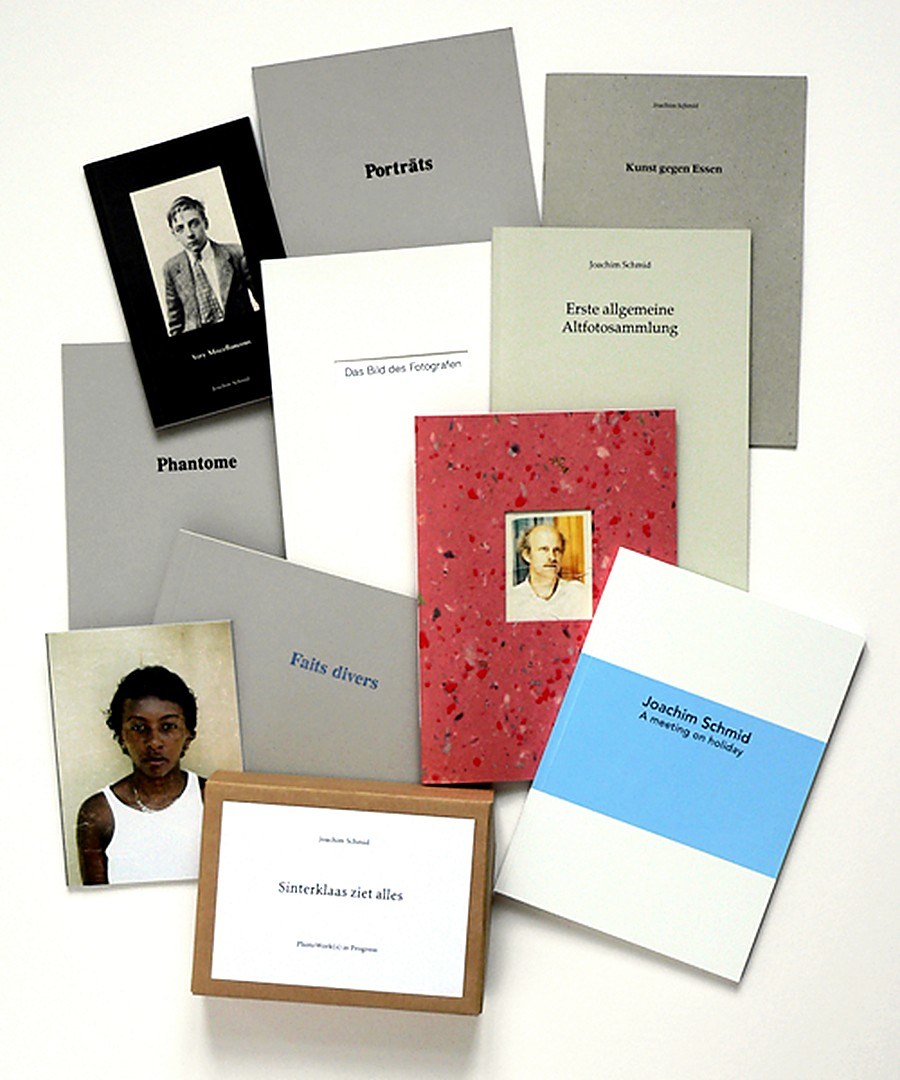 Porträts
Joachim Schmid
Kunst gegen Essen
Very Miscellaneous
Joachim Schmid
Das Bild des Fotografen
Joachim Schmid
Erste allgemeine
Altfotosammlung
Phantome
Faits divers
Joachim Schmid
A meeting on holiday
Joachim Schmid
Sinterklaas ziet alles
PhotoWork(s) in Progress